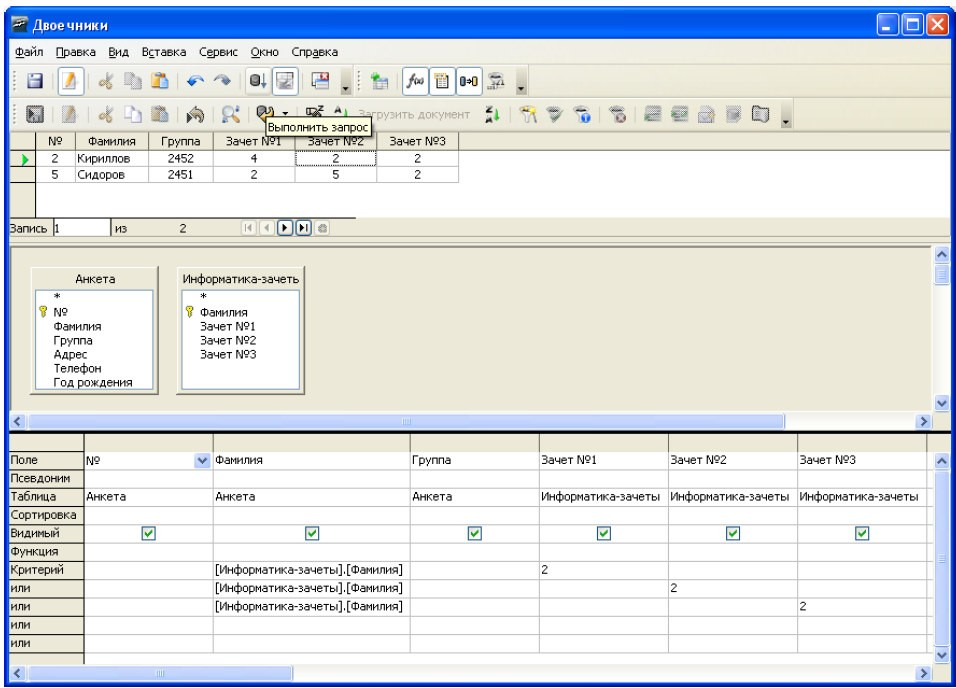 Двоечники
Файл Правка Вид Вставка Сервис Окно Справка
Загрузить документ
Выполнить запрос
№ Фамилия Группа Зачет №1 Зачет №2 Зачет №3
2 Кириллов 2452 4 2 2
5 Сидоров 2451 2 5 2
Запись 1 из 2
Анкета
*
№
Фамилия
Группа
Адрес
Телефон
Год рождения
Информатика-зачеть
*
Фамилия
Зачет №1
Зачет №2
Зачет №3
Поле № Фамилия Группа Зачет №1 Зачет №2 Зачет №3
Псевдоним
Таблица Анкета Анкета Анкета Информатика-зачеты Информатика-зачеты Информатика-зачеты
Сортировка
Видимый
Функция
Критерий [Информатика-зачеты].[Фамилия] 2
или [Информатика-зачеты].[Фамилия] 2
или [Информатика-зачеты].[Фамилия] 2
или
или